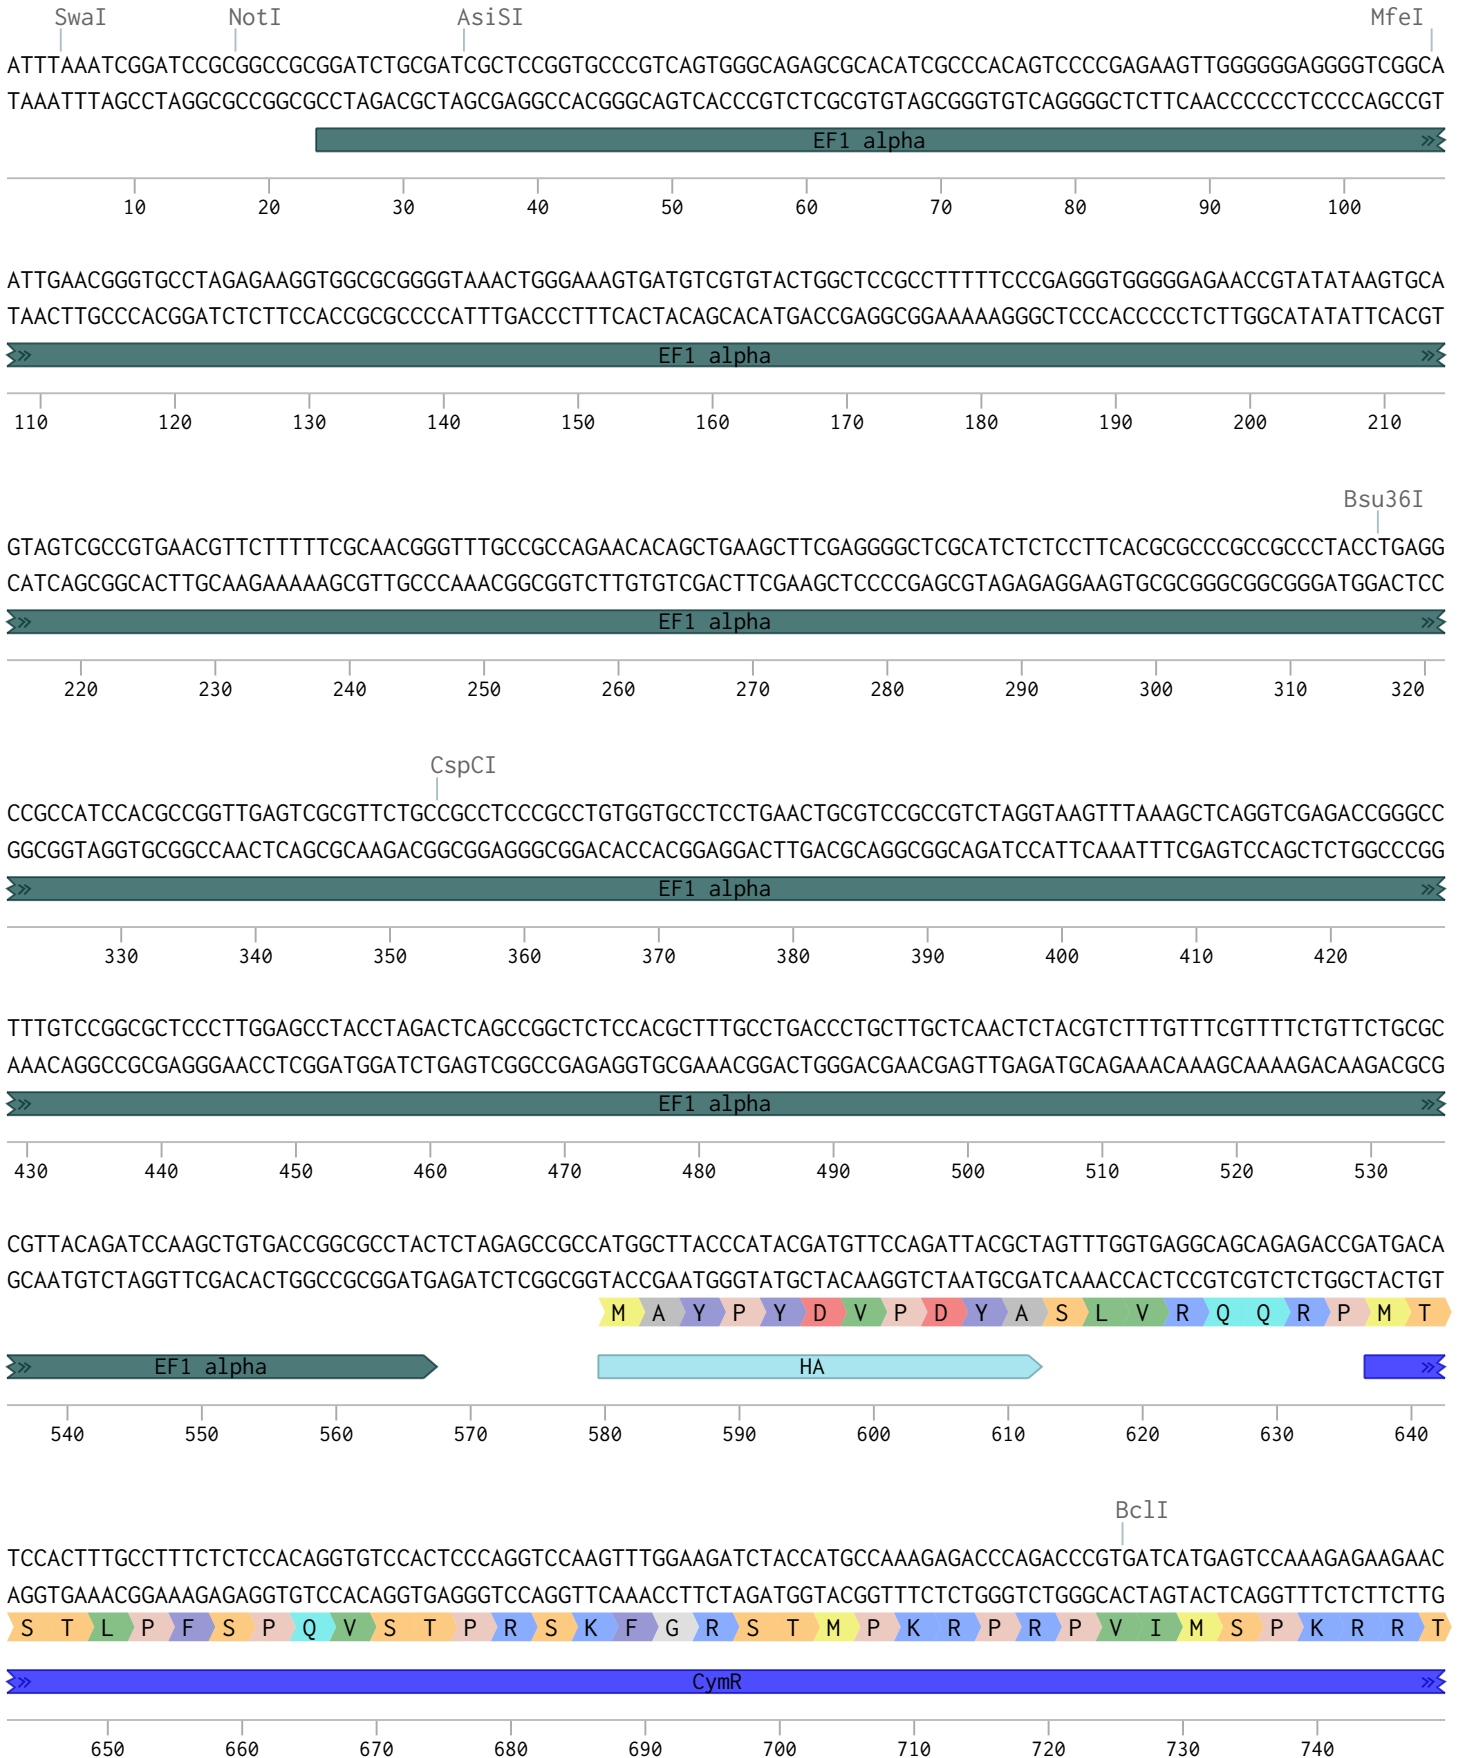 SwaI NotI AsiSI MfeI
ATTTAAATCGGATCCGCGGCCGCGGATCTGCGATCGCTCCGGTGCCCGTCAGTGGGCAGAGCGCACATCGCCCACAGTCCCCGAGAAGTTGGGGGGAGGGGTCGGCA
TAAATTTAGCCTAGGCGCCGGCGCCTAGACGCTAGCGAGGCCACGGGCAGTCACCCGTCTCGCGTGTAGCGGGTGTCAGGGGCTCTTCAACCCCCCTCCCCAGCCGT
EF1 alpha
10 20 30 40 50 60 70 80 90 100
ATTGAACGGGTGCCTAGAGAAGGTGGCGCGGGGTAAACTGGGAAAGTGATGTCGTGTACTGGCTCCGCCTTTTTCCCGAGGGTGGGGGAGAACCGTATATAAGTGCA
TAACTTGCCCACGGATCTCTTCCACCGCGCCCCATTTGACCCTTTCACTACAGCACATGACCGAGGCGGAAAAAGGGCTCCCACCCCCTCTTGGCATATATTCACGT
EF1 alpha
110 120 130 140 150 160 170 180 190 200 210
Bsu36I
GTAGTCGCCGTGAACGTTCTTTTTCGCAACGGGTTTGCCGCCAGAACACAGCTGAAGCTTCGAGGGGCTCGCATCTCTCCTTCACGCGCCCGCCGCCCTACCTGAGG
CATCAGCGGCACTTGCAAGAAAAAGCGTTGCCCAAACGGCGGTCTTGTGTCGACTTCGAAGCTCCCCGAGCGTAGAGAGGAAGTGCGCGGGCGGCGGGATGGACTCC
EF1 alpha
220 230 240 250 260 270 280 290 300 310 320
CspCI
CCGCCATCCACGCCGGTTGAGTCGCGTTCTGCCGCCTCCCGCCTGTGGTGCCTCCTGAACTGCGTCCGCCGTCTAGGTAAGTTTAAAGCTCAGGTCGAGACCGGGCC
GGCGGTAGGTGCGGCCAACTCAGCGCAAGACGGCGGAGGGCGGACACCACGGAGGACTTGACGCAGGCGGCAGATCCATTCAAATTTCGAGTCCAGCTCTGGCCCGG
EF1 alpha
330 340 350 360 370 380 390 400 410 420
TTTGTCCGGCGCTCCCTTGGAGCCTACCTAGACTCAGCCGGCTCTCCACGCTTTGCCTGACCCTGCTTGCTCAACTCTACGTCTTTGTTTCGTTTTCTGTTCTGCGC
AAACAGGCCGCGAGGGAACCTCGGATGGATCTGAGTCGGCCGAGAGGTGCGAAACGGACTGGGACGAACGAGTTGAGATGCAGAAACAAAGCAAAAGACAAGACGCG
EF1 alpha
430 440 450 460 470 480 490 500 510 520 530
CGTTACAGATCCAAGCTGTGACCGGCGCCTACTCTAGAGCCGCCATGGCTTACCCATACGATGTTCCAGATTACGCTAGTTTGGTGAGGCAGCAGAGACCGATGACA
GCAATGTCTAGGTTCGACACTGGCCGCGGATGAGATCTCGGCGGTACCGAATGGGTATGCTACAAGGTCTAATGCGATCAAACCACTCCGTCGTCTCTGGCTACTGT
M A Y P Y D V P D Y A S L V R Q Q R P M T
EF1 alpha HA
540 550 560 570 580 590 600 610 620 630 640
BclI
TCCACTTTGCCTTTCTCTCCACAGGTGTCCACTCCCAGGTCCAAGTTTGGAAGATCTACCATGCCAAAGAGACCCAGACCCGTGATCATGAGTCCAAAGAGAAGAAC
AGGTGAAACGGAAAGAGAGGTGTCCACAGGTGAGGGTCCAGGTTCAAACCTTCTAGATGGTACGGTTTCTCTGGGTCTGGGCACTAGTACTCAGGTTTCTCTTCTTG
S T L P F S P Q V S T P R S K F G R S T M P K R P R P V I M S P K R R T
CymR
650 660 670 680 690 700 710 720 730 740